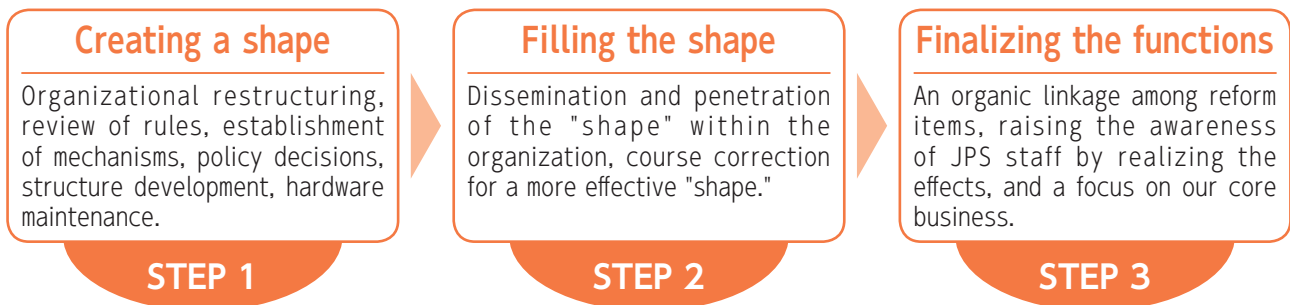 Creating a shape
Organizational restructuring,
review of rules, establishment
of mechanisms, policy decisions,
structure development, hardware
maintenance.
STEP 1
Filling the shape
Dissemination and penetration
of the "shape" within the
organization, course correction
for a more effective "shape."
STEP 2
Finalizing the functions
An organic linkage among reform
items, raising the awareness
of JPS staff by realizing the
effects, and a focus on our core
business.
STEP 3